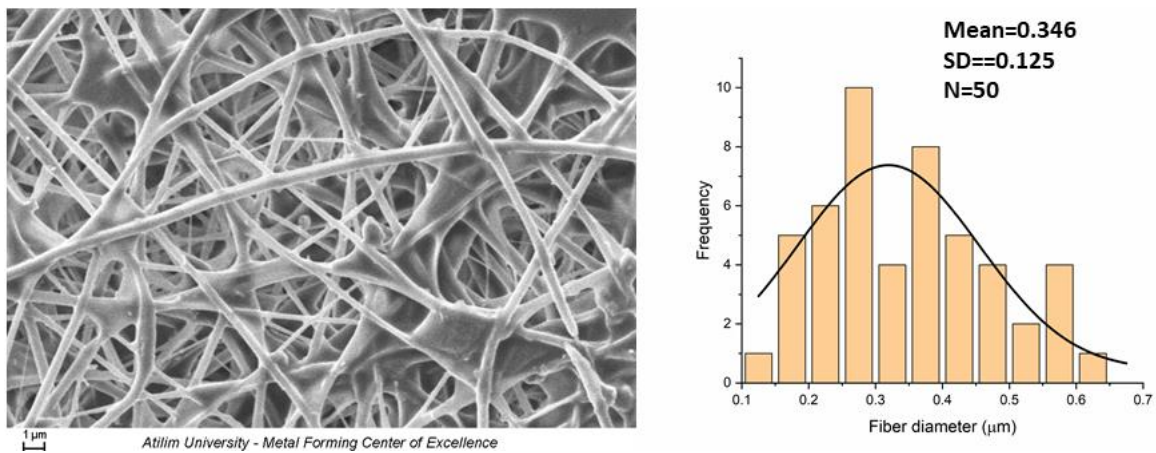 1 μm
Atilim University - Metal Forming Center of Excellence
Mean=0.346
SD==0.125
N=50
Frequency
10
8
6
4
2
0
0.1 0.2 0.3 0.4 0.5 0.6 0.7
Fiber diameter (μm)